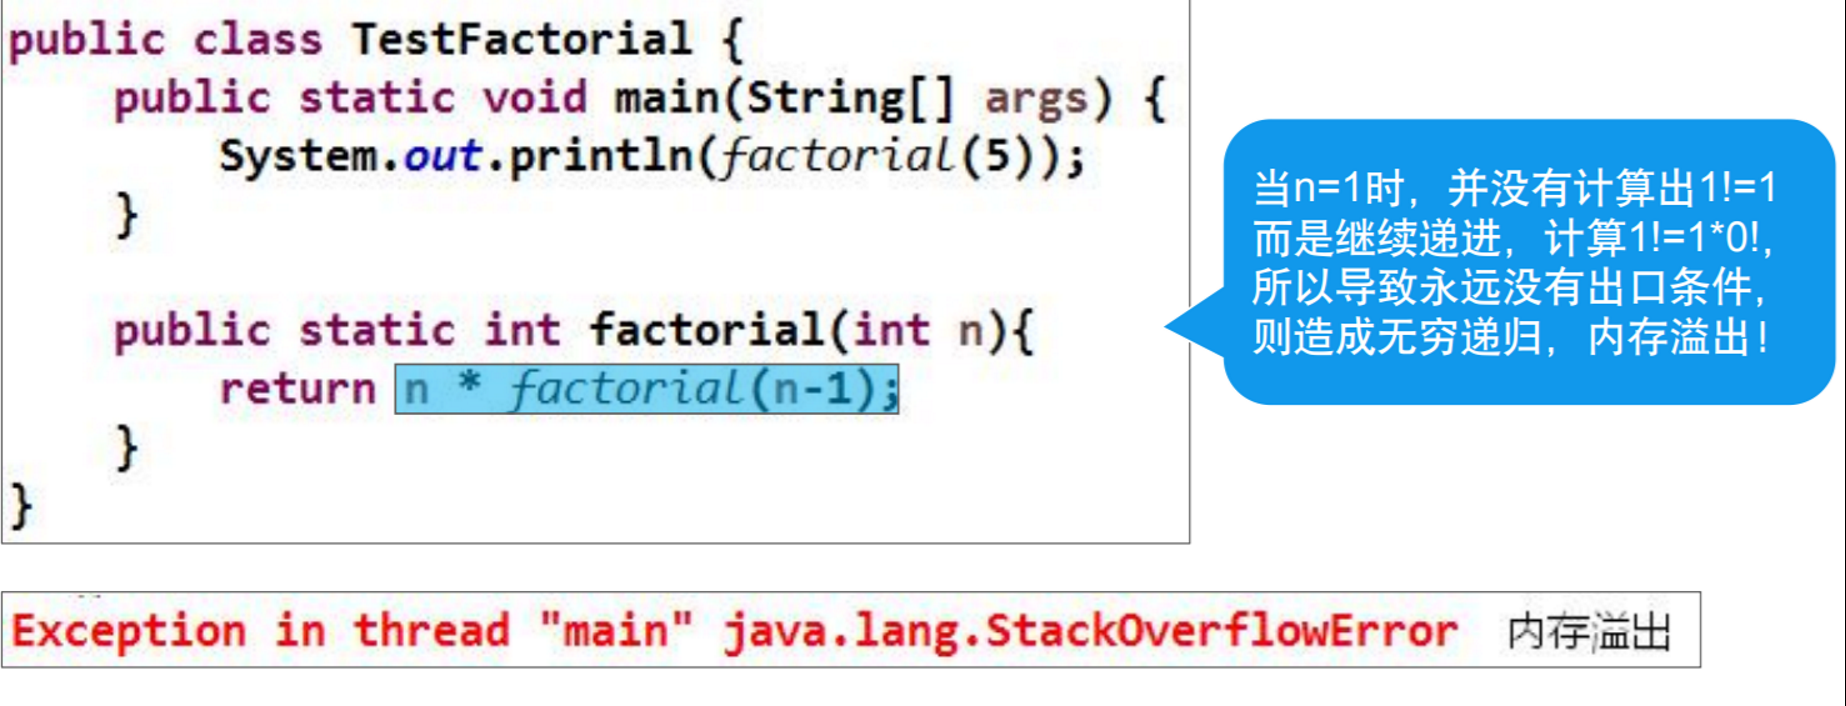 public class TestFactorial {
public static void main(String[] args) {
System.out.println(factorial(5));
}
public static int factorial(int n){
return n * factorial(n-1);
}
}
当n=1时，并没有计算出1!=1
而是继续递进，计算1!=1*0!,
所以导致永远没有出口条件,
则造成无穷递归，内存溢出！
Exception in thread "main" java.lang.StackOverflowError 内存溢出